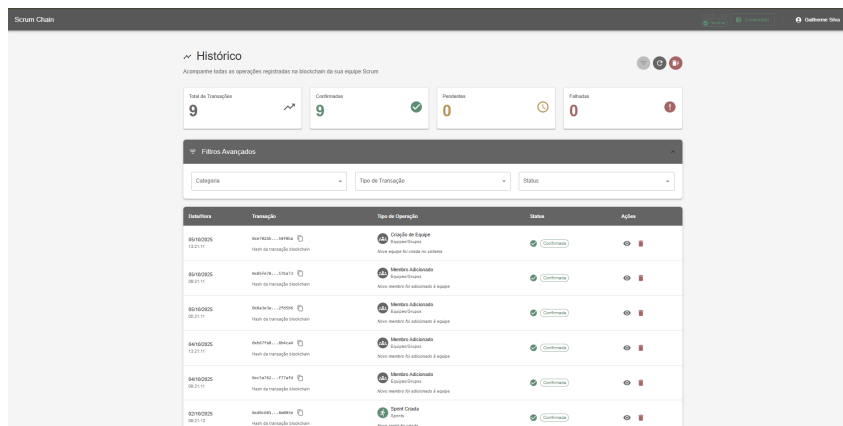 Scrum Chain
Guilherme Silva
Histórico
Acompanhe todas as operações registradas na blockchain da sua equipe Scrum
Total de Transações
9
Confirmadas
9
Pendentes
0
Falhadas
0
Filtros Avançados
Categoria
Tipo de Transação
Status
Data/Hora Transação Tipo de Operação Status Ações
05/10/2025
13:21:11
Hash da transação blockchain
Criação de Equipe
Equipes/Grupos
Nova equipe foi criada no sistema
Confirmada
05/10/2025
Hash da transação blockchain
Membro Adicionado
Equipes/Grupos
Novo membro foi adicionado à equipe
Confirmada
05/10/2025
Hash da transação blockchain
Membro Adicionado
Equipes/Grupos
Novo membro foi adicionado à equipe
Confirmada
04/10/2025
Hash da transação blockchain
Membro Adicionado
Equipes/Grupos
Novo membro foi adicionado à equipe
Confirmada
04/10/2025
Hash da transação blockchain
Membro Adicionado
Equipes/Grupos
Novo membro foi adicionado à equipe
Confirmada
02/10/2025
Hash da transação blockchain
Sprint Criada
Sprints
Confirmada